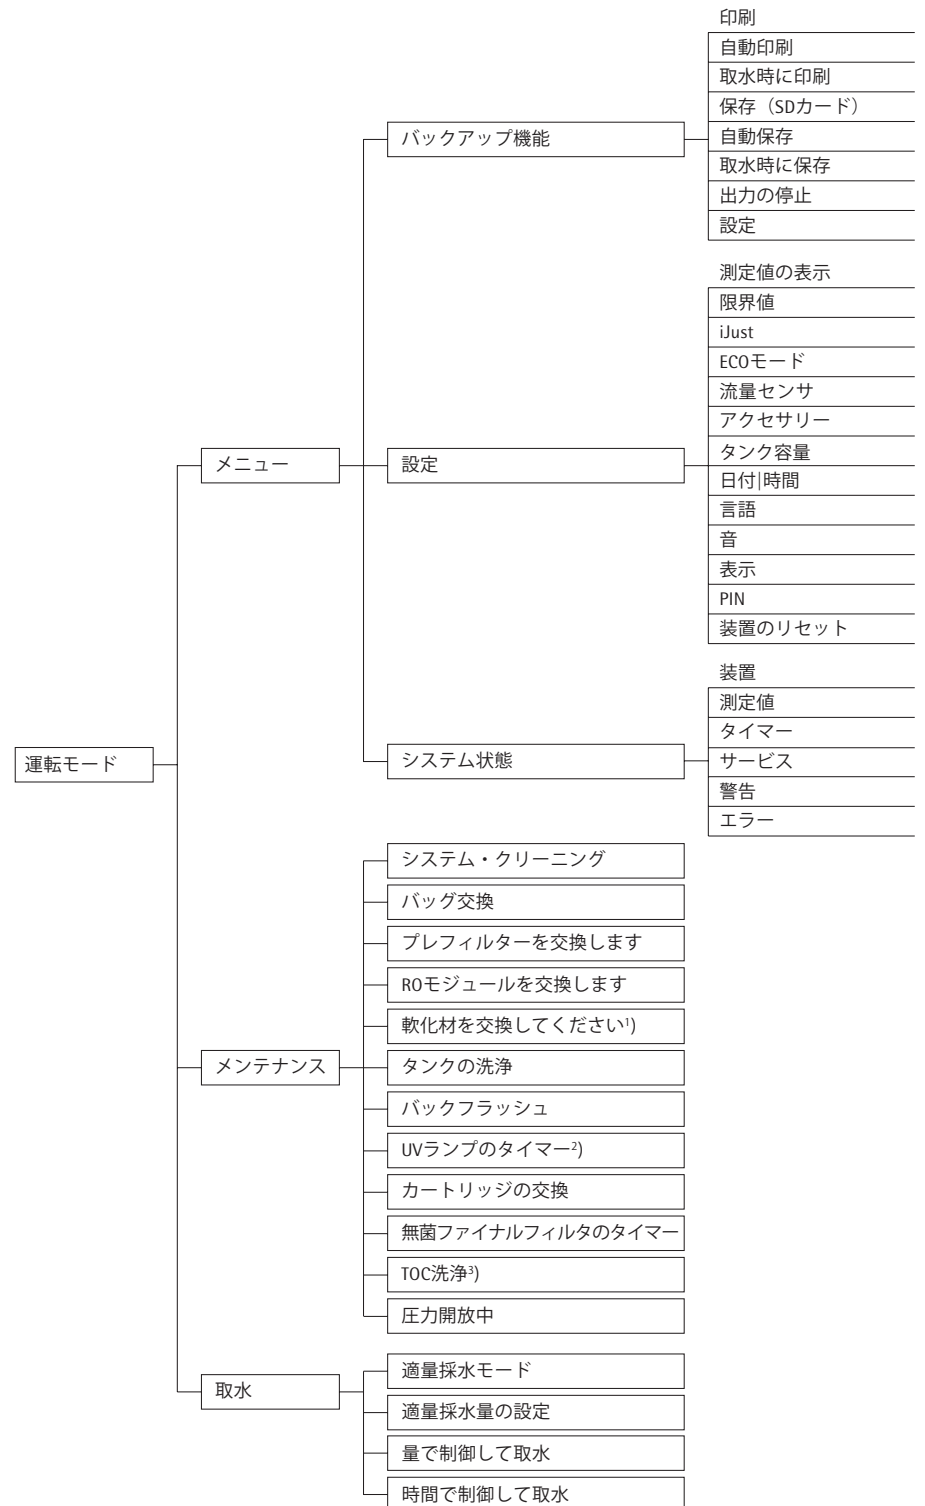 印刷
自動印刷
取水時に印刷
保存（SDカード）
バックアップ機能
自動保存
取水時に保存
出力の停止
設定
測定値の表示
限界値
iJust
ECOモード
流量センサ
アクセサリー
タンク容量
メニュー
設定
日付|時間
言語
音
表示
PIN
装置のリセット
装置
測定値
タイマー
運転モード
システム状態
サービス
警告
エラー
システム・クリーニング
バッグ交換
プレフィルターを交換します
ROモジュールを交換します
軟化材を交換してください¹)
メンテナンス
タンクの洗浄
バックフラッシュ
UVランプのタイマー²)
カートリッジの交換
無菌ファイナルフィルタのタイマー
TOC洗浄³)
圧力開放中
適量採水モード
取水
適量採水量の設定
量で制御して取水
時間で制御して取水